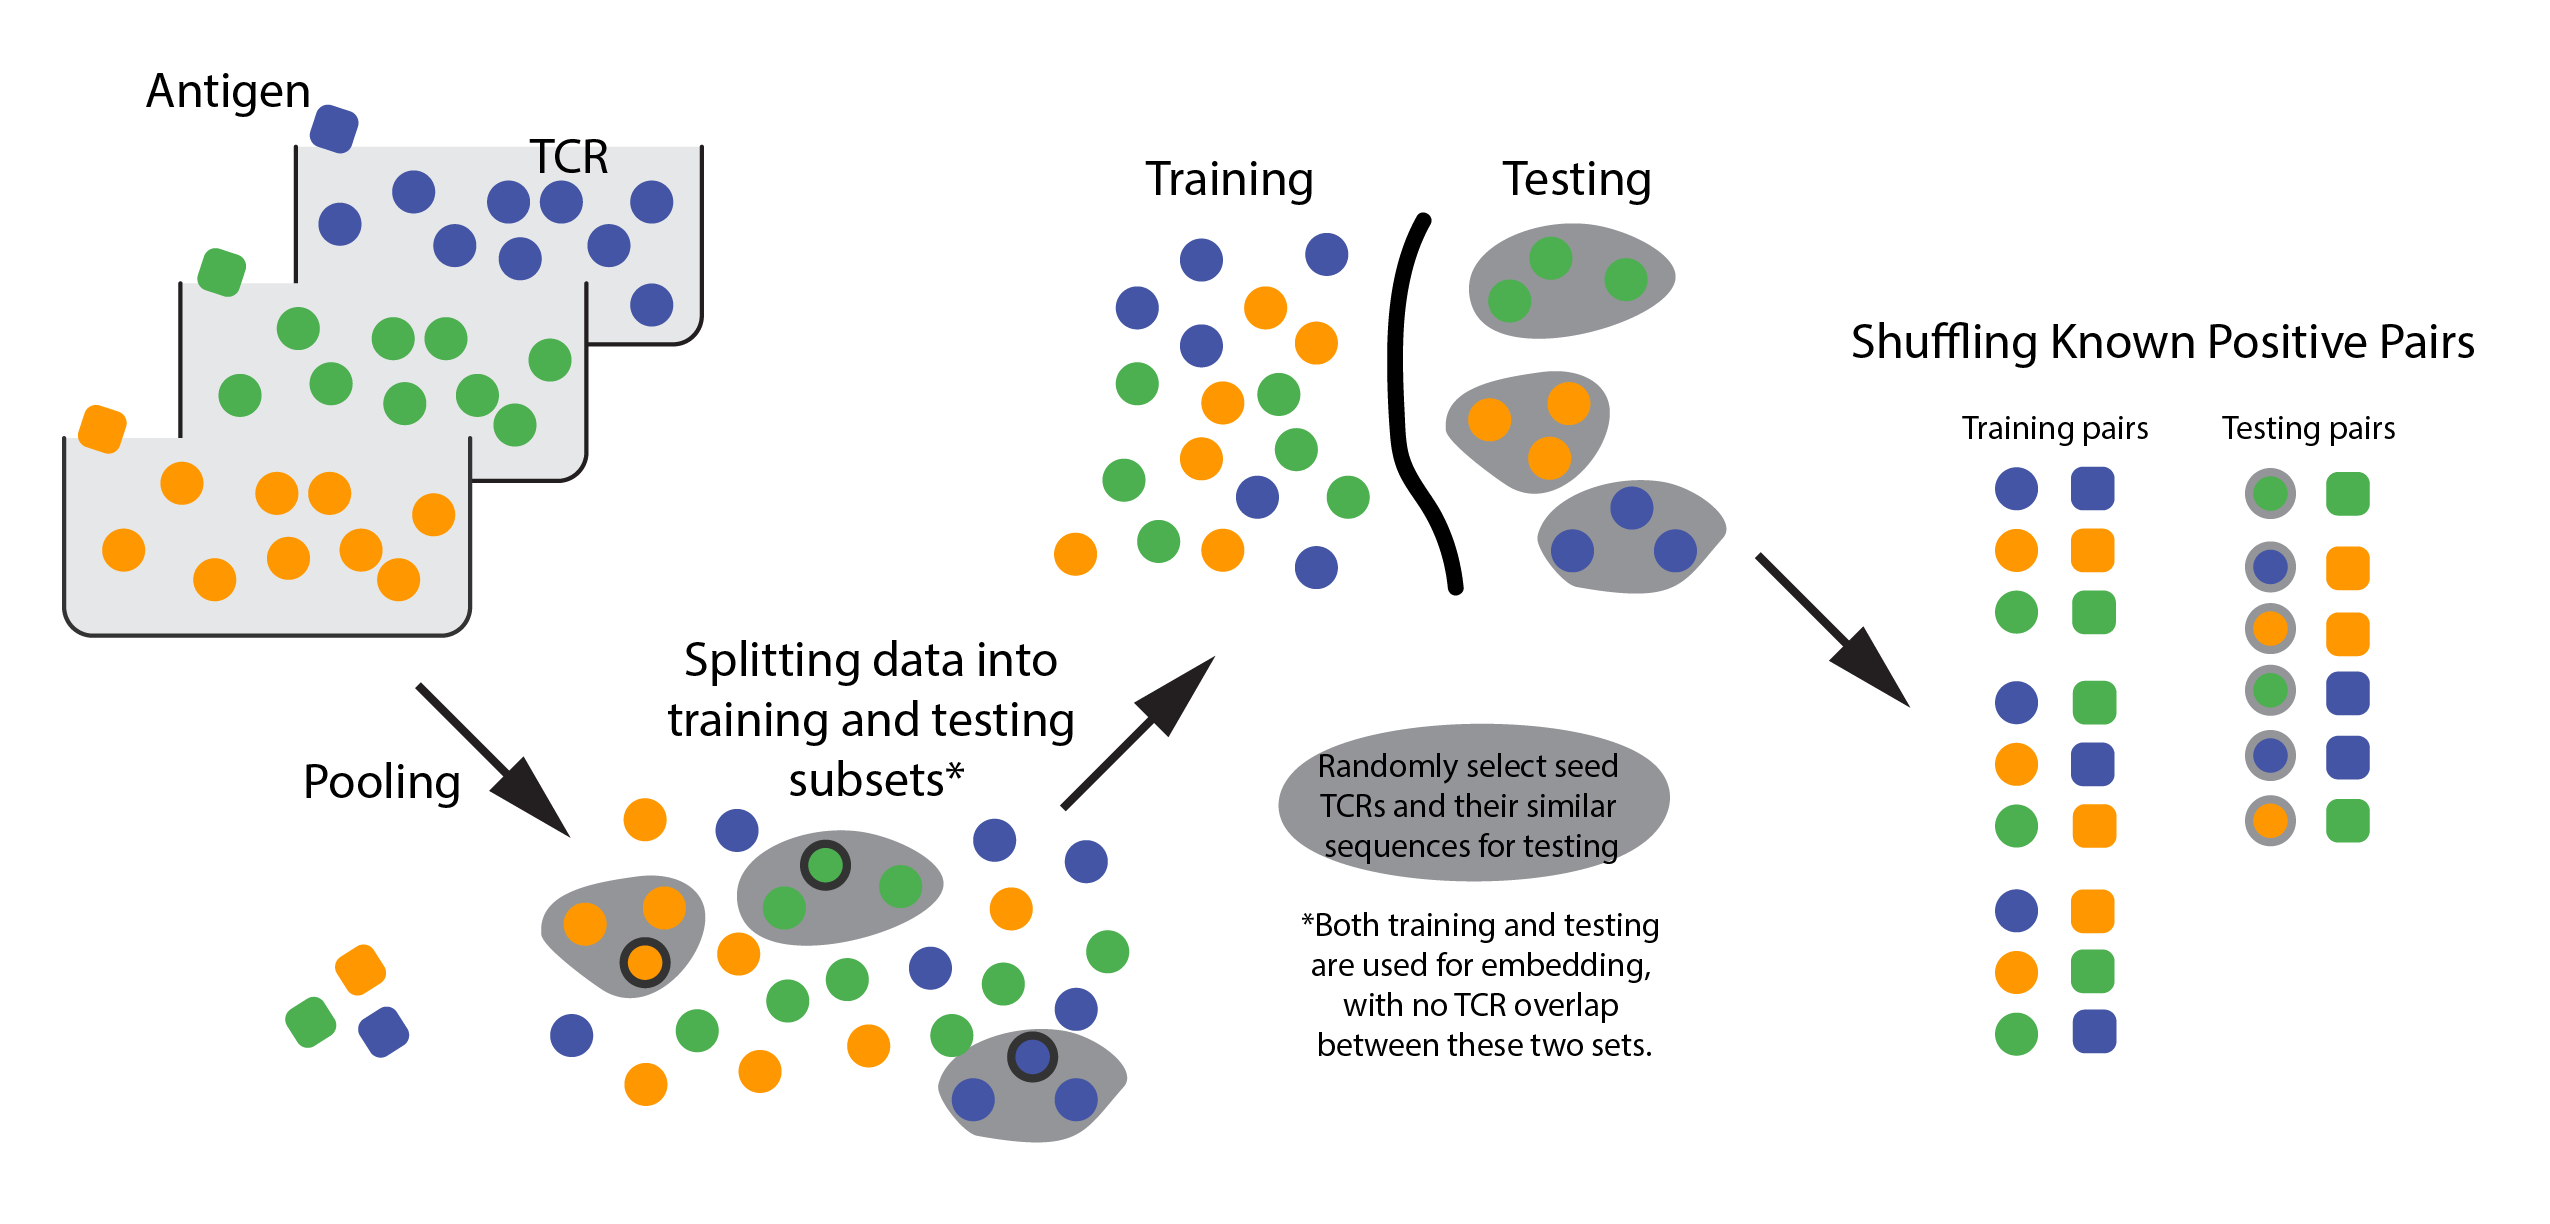 Antigen
TCR
Pooling
Splitting data into
training and testing
subsets*
Training
Testing
Randomly select seed
TCRs and their similar
sequences for testing
*Both training and testing
are used for embedding,
with no TCR overlap
between these two sets.
Shuffling Known Positive Pairs
Training pairs
Testing pairs